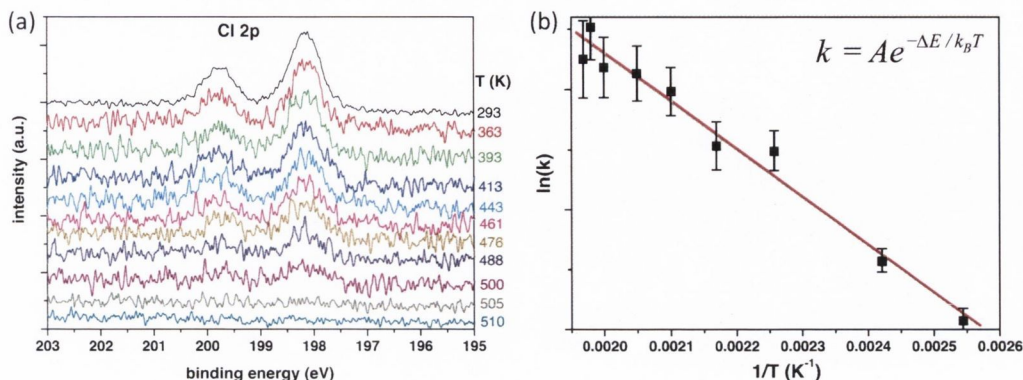 (a)
Cl 2p
T (K)
293
363
393
413
443
461
476
488
500
505
510
intensity (a.u.)
203 202 201 200 199 198 197 196 195
binding energy (eV)
(b)
k = Ae^{-ΔE/k_BT}
ln(k)
0.0020 0.0021 0.0022 0.0023 0.0024 0.0025 0.0026
1/T (K⁻¹)